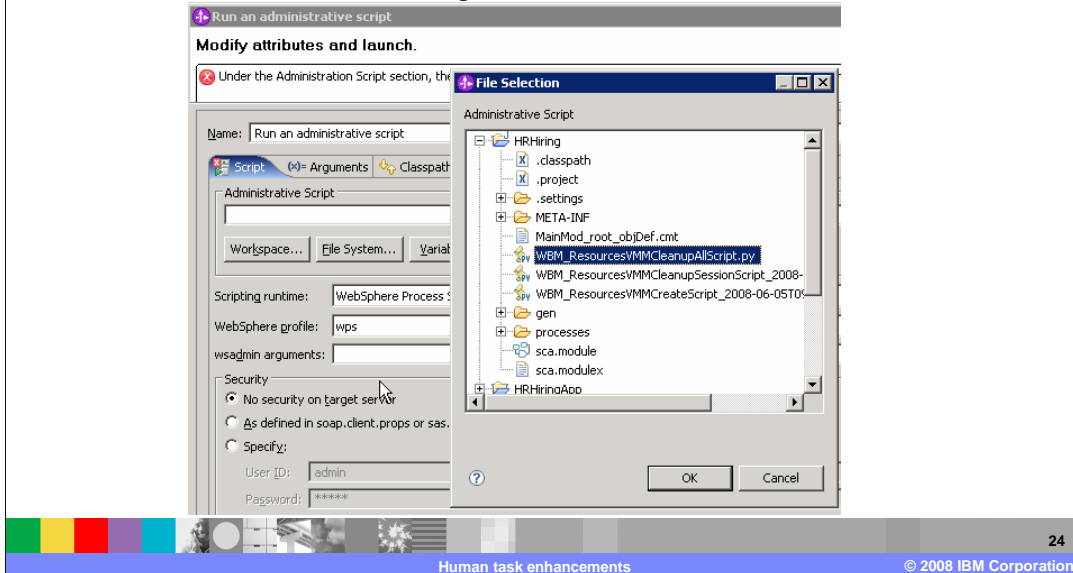 Run an administrative script
Modify attributes and launch.
Under the Administration Script section, the
Name: Run an administrative script
Script (x)= Arguments Classpath
Administrative Script
Workspace... File System... Variab
Scripting runtime: WebSphere Process S
WebSphere profile: wps
wsadmin arguments:
Security
No security on target server
As defined in soap.client.props or sas.
Specify:
User ID: admin
Password: *****
File Selection
Administrative Script
HRHiring
.classpath
.project
.settings
META-INF
MainMod_root_objDef.cmt
WBM_ResourcesVMMCleanupAllScript.py
WBM_ResourcesVMMCleanupSessionScript_2008-
WBM_ResourcesVMMCreateScript_2008-06-05T09
gen
processes
sca.module
sca.modulex
HRHiringApp
OK Cancel
24
Human task enhancements © 2008 IBM Corporation